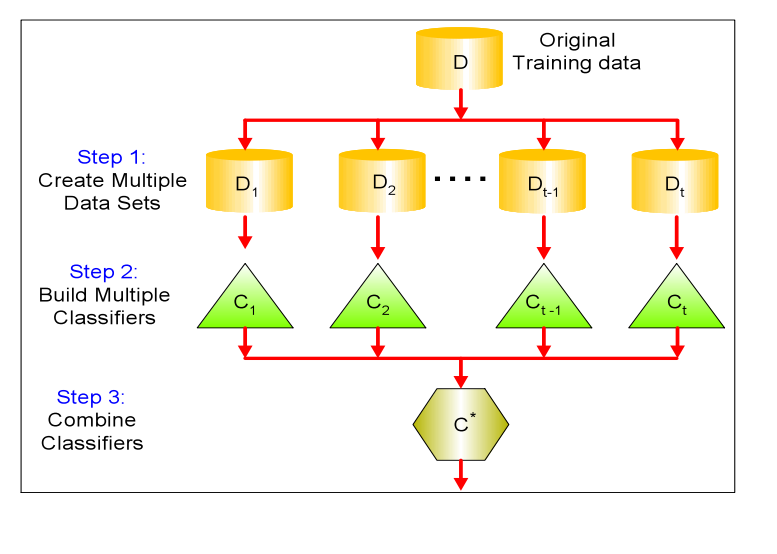 D
Original
Training data
Step 1:
Create Multiple
Data Sets
D1
D2
....
Dt-1
Dt
Step 2:
Build Multiple
Classifiers
C1
C2
Ct -1
Ct
Step 3:
Combine
Classifiers
C*